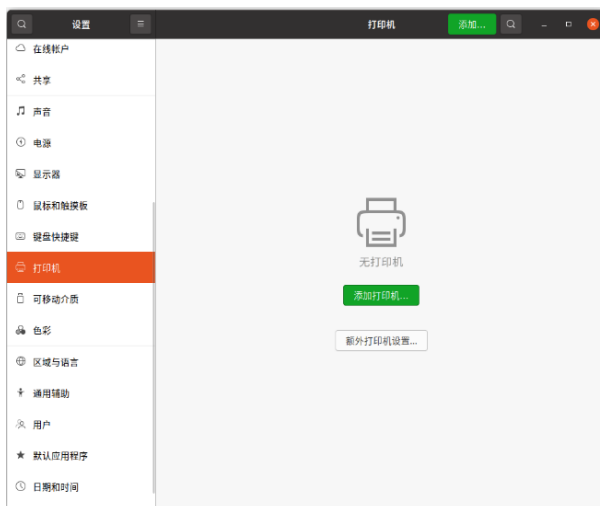 设置
打印机
添加...
在线帐户
共享
声音
电源
显示器
鼠标和触摸板
键盘快捷键
打印机
可移动介质
色彩
区域与语言
通用辅助
用户
默认应用程序
日期和时间
无打印机
添加打印机...
额外打印机设置...